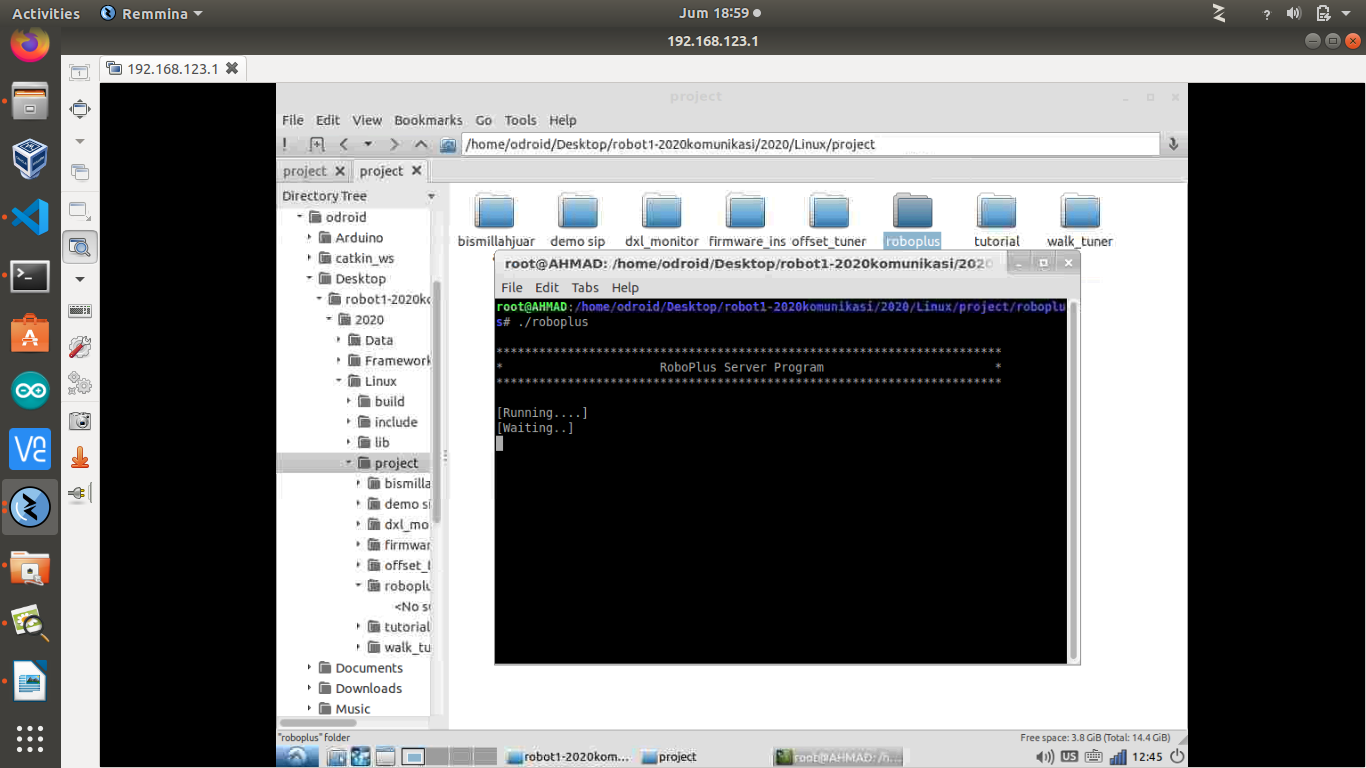 Activities Remmina Jum 18:59
192.168.123.1
192.168.123.1
project
File Edit View Bookmarks Go Tools Help
/home/odroid/Desktop/robot1-2020komunikasi/2020/Linux/project
project project
Directory Tree
odroid
Arduino
catkin_ws
Desktop
robot1-2020ko
2020
Data
Framework
Linux
build
include
lib
project
bismilla
demo si
dxl_mo
firmwar
offset_t
roboplu
<No su
tutorial
walk_tu
Documents
Downloads
Music
bismillahjuar demo sip dxl_monitor firmware_ins offset_tuner roboplus tutorial walk_tuner
root@AHMAD: /home/odroid/Desktop/robot1-2020komunikasi/2020
File Edit Tabs Help
root@AHMAD:/home/odroid/Desktop/robot1-2020komunikasi/2020/Linux/project/roboplu
s# ./roboplus
***********************************************************************
* RoboPlus Server Program *
***********************************************************************
[Running....]
[Waiting..]
"roboplus" folder Free space: 3.8 GiB (Total: 14.4 GiB)
robot1-2020kom... project root@AHMAD: /h... US 12:45